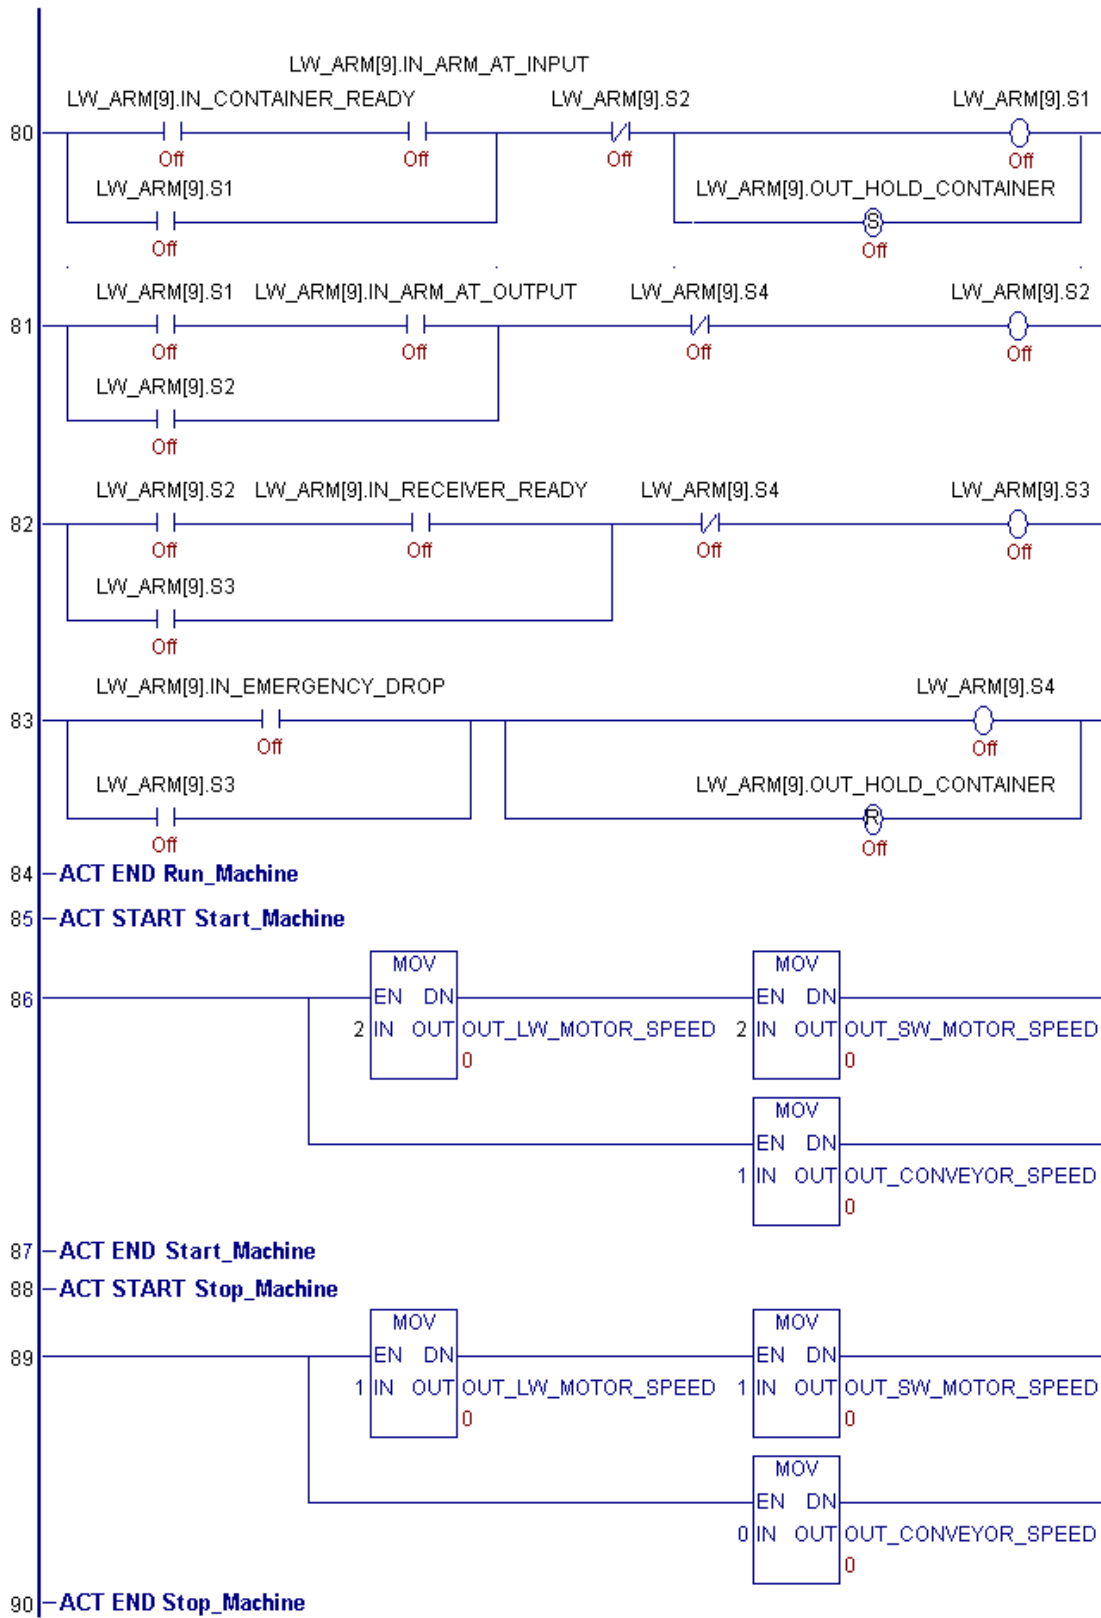 LW_ARM[9].IN_ARM_AT_INPUT
LW_ARM[9].IN_CONTAINER_READY LW_ARM[9].S2 LW_ARM[9].S1
80
Off Off Off Off
LW_ARM[9].S1 LW_ARM[9].OUT_HOLD_CONTAINER
S
Off Off
LW_ARM[9].S1 LW_ARM[9].IN_ARM_AT_OUTPUT LW_ARM[9].S4 LW_ARM[9].S2
81
Off Off Off Off
LW_ARM[9].S2
Off
LW_ARM[9].S2 LW_ARM[9].IN_RECEIVER_READY LW_ARM[9].S4 LW_ARM[9].S3
82
Off Off Off Off
LW_ARM[9].S3
Off
LW_ARM[9].IN_EMERGENCY_DROP LW_ARM[9].S4
83
Off Off
LW_ARM[9].S3 LW_ARM[9].OUT_HOLD_CONTAINER
R
Off Off
84 ACT END Run_Machine
85 ACT START Start_Machine
MOV MOV
86 EN DN EN DN
2 IN OUT OUT_LW_MOTOR_SPEED 2 IN OUT OUT_SW_MOTOR_SPEED
0 0
MOV
EN DN
1 IN OUT OUT_CONVEYOR_SPEED
0
87 ACT END Start_Machine
88 ACT START Stop_Machine
MOV MOV
89 EN DN EN DN
1 IN OUT OUT_LW_MOTOR_SPEED 1 IN OUT OUT_SW_MOTOR_SPEED
0 0
MOV
EN DN
0 IN OUT OUT_CONVEYOR_SPEED
0
90 ACT END Stop_Machine